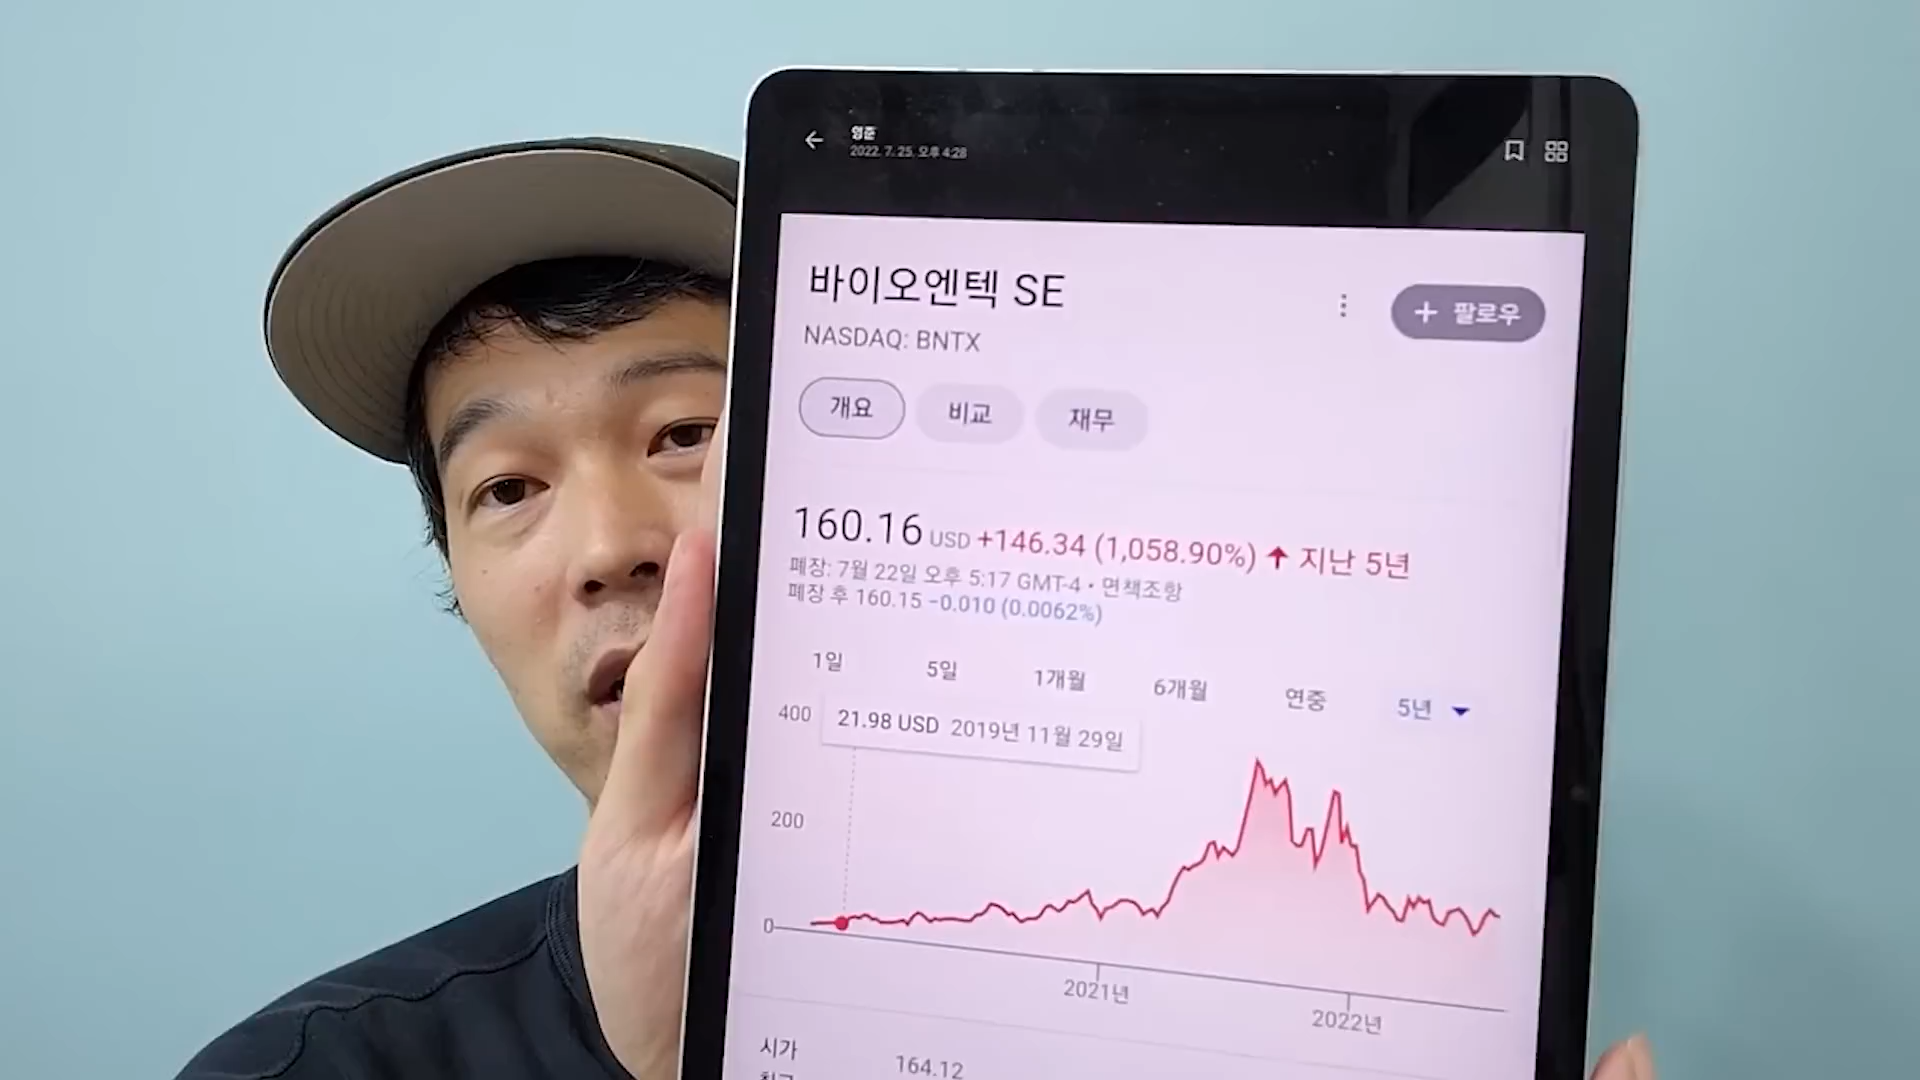 영준
2022. 7. 25. 오후 4:28
바이오엔텍 SE
+ 팔로우
NASDAQ: BNTX
개요 비교 재무
160.16 USD +146.34 (1,058.90%) ↑ 지난 5년
폐장: 7월 22일 오후 5:17 GMT-4 • 면책조항
폐장 후 160.15 −0.010 (0.0062%)
1일 5일 1개월 6개월 연중 5년
400
21.98 USD 2019년 11월 29일
200
0
2021년
2022년
시가 164.12